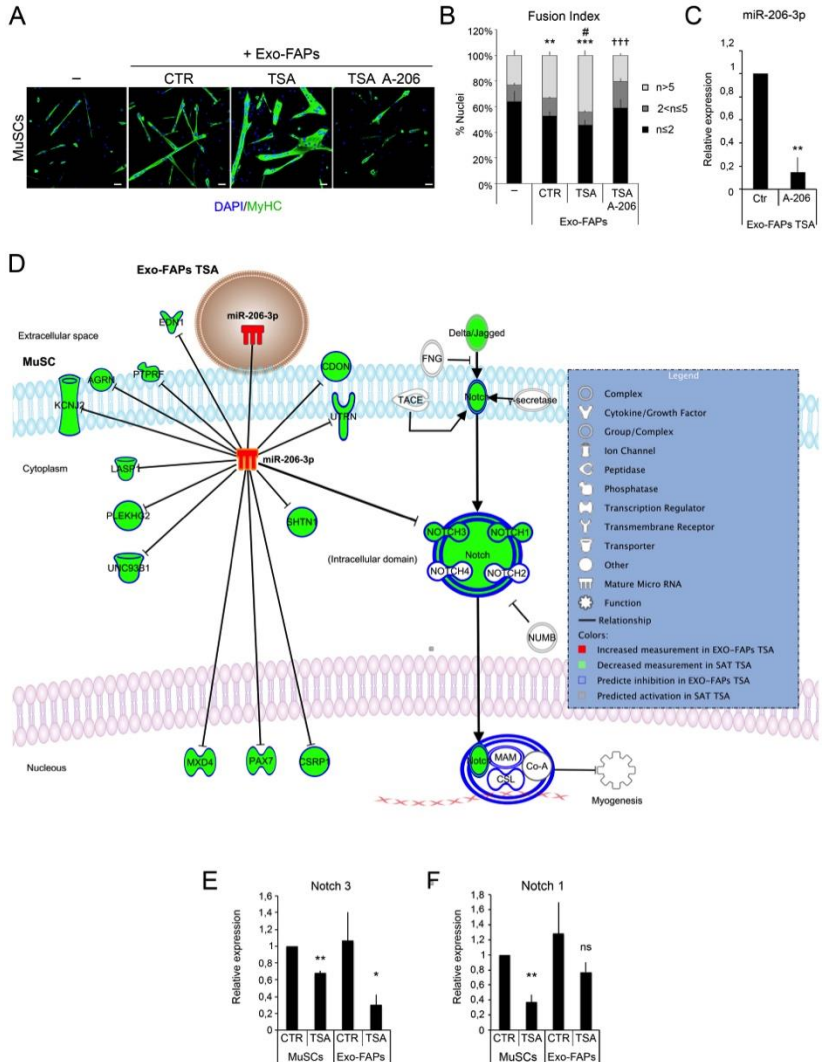 A
+ Exo-FAPs
–
CTR
TSA
TSA A-206
MuSCs
DAPI/MyHC
B
Fusion Index
**
#
***
†††
120%
100%
80%
60%
40%
20%
0%
% Nuclei
n>5
2<n≤5
n≤2
–
CTR
TSA
TSA
A-206
Exo-FAPs
C
miR-206-3p
1,2
1
0,8
0,6
0,4
0,2
0
Relative expression
**
Ctr
A-206
Exo-FAPs TSA
D
Exo-FAPs TSA
miR-206-3p
Extracellular space
MuSC
EDN1
PTPRF
AGRN
KCNJ2
CDON
UTRN
Cytoplasm
LASP1
miR-206-3p
PLEKHG2
SHTN1
UNC93B1
MXD4
PAX7
CSRP1
Nucleous
Delta/Jagged
FNG
TACE
Notch
-secretase
NOTCH3
NOTCH1
Notch
(Intracellular domain)
NOTCH4
NOTCH2
NUMB
Notch
MAM
Co-A
CSL
Myogenesis
Legend
Complex
Cytokine/Growth Factor
Group/Complex
Ion Channel
Peptidase
Phosphatase
Transcription Regulator
Transmembrane Receptor
Transporter
Other
Mature Micro RNA
Function
Relationship
Colors:
Increased measurement in EXO-FAPs TSA
Decreased measurement in SAT TSA
Predicte inhibition in EXO-FAPs TSA
Predicted activation in SAT TSA
E
Notch 3
1,6
1,4
1,2
1
0,8
0,6
0,4
0,2
0
Relative expression
**
*
CTR
TSA
CTR
TSA
MuSCs
Exo-FAPs
F
Notch 1
1,8
1,6
1,4
1,2
1
0,8
0,6
0,4
0,2
0
Relative expression
**
ns
CTR
TSA
CTR
TSA
MuSCs
Exo-FAPs